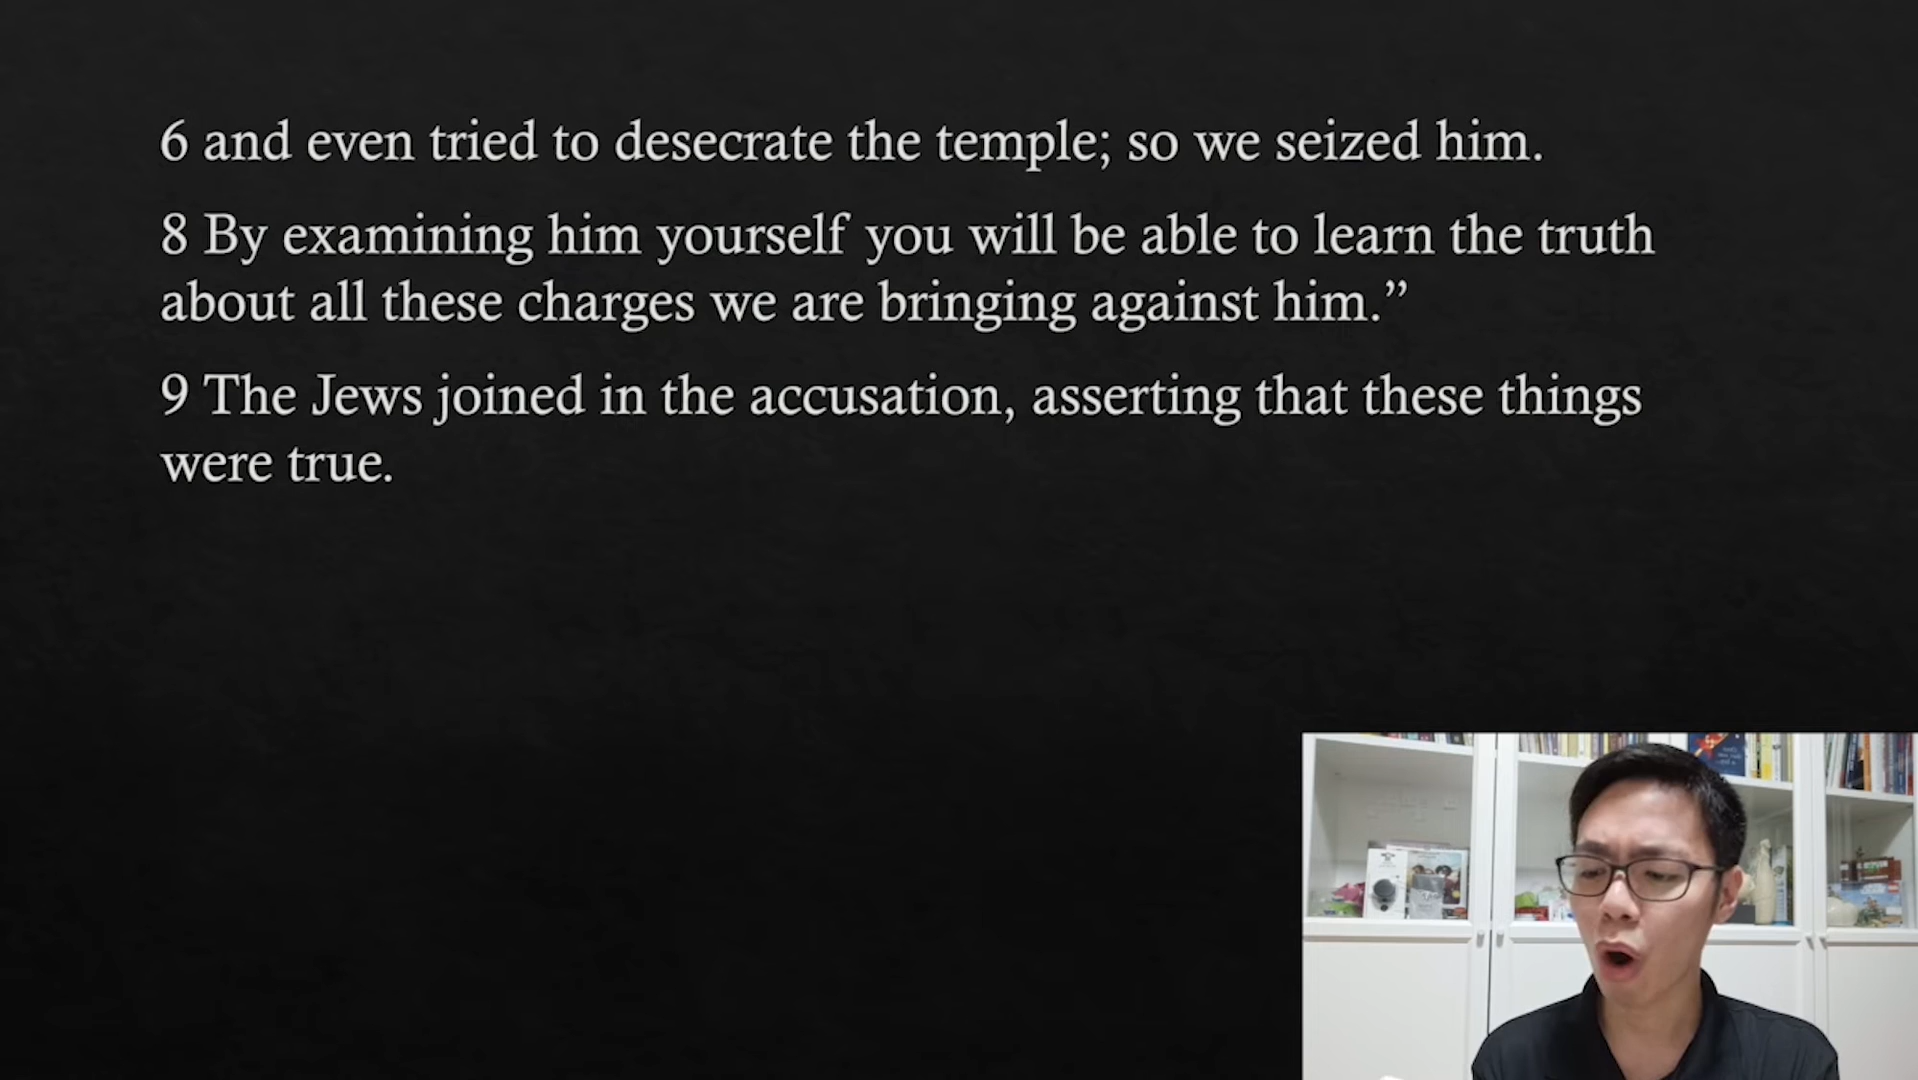 6 and even tried to desecrate the temple; so we seized him.
8 By examining him yourself you will be able to learn the truth
about all these charges we are bringing against him.”
9 The Jews joined in the accusation, asserting that these things
were true.